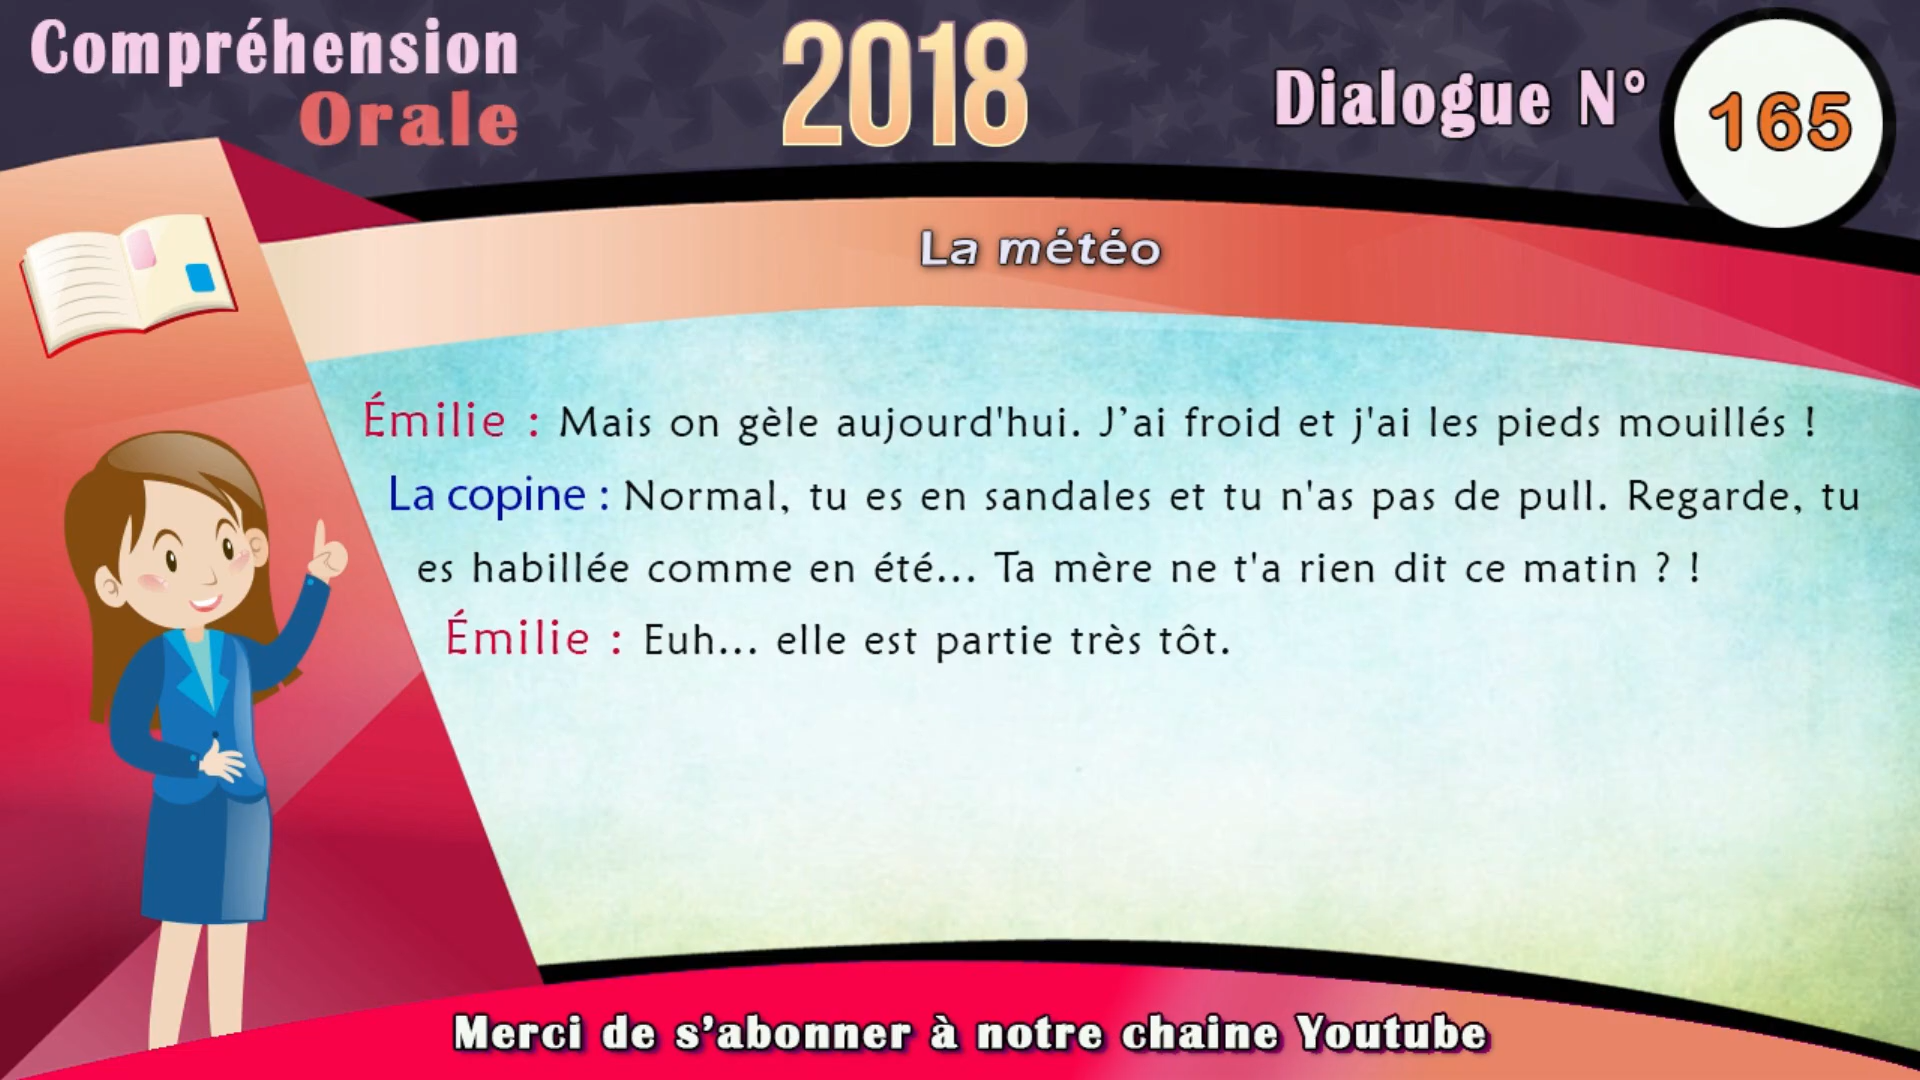 Compréhension
Orale
2018
Dialogue N°
165
La météo
Émilie : Mais on gèle aujourd'hui. J’ai froid et j'ai les pieds mouillés !
La copine : Normal, tu es en sandales et tu n'as pas de pull. Regarde, tu
es habillée comme en été... Ta mère ne t'a rien dit ce matin ? !
Émilie : Euh... elle est partie très tôt.
Merci de s’abonner à notre chaine Youtube